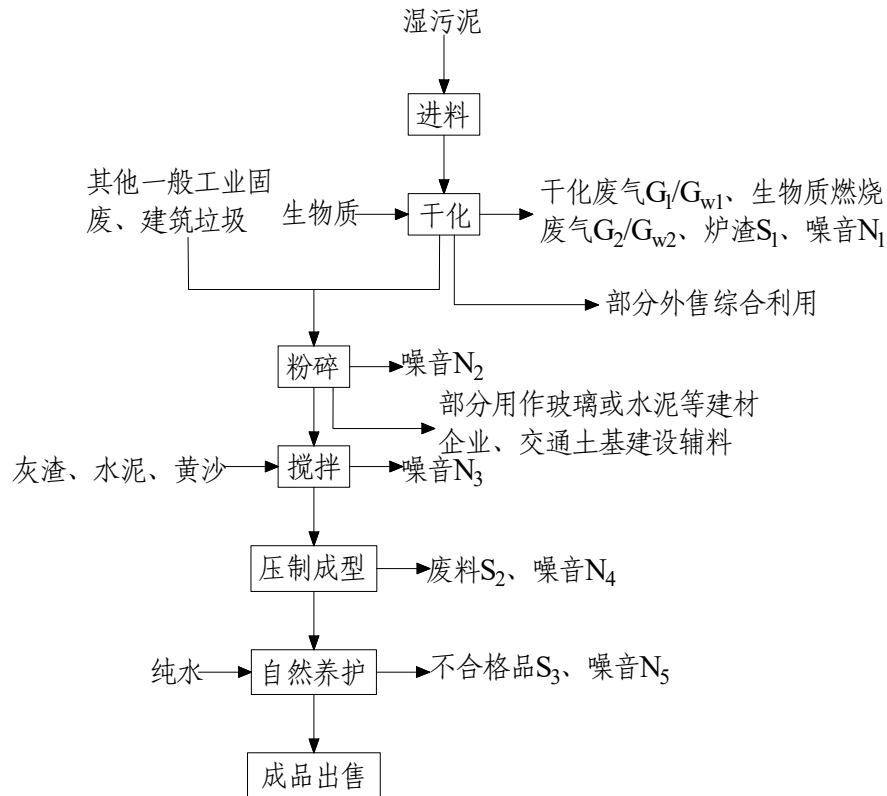 湿污泥
进料
其他一般工业固
废、建筑垃圾
生物质
干化
干化废气G1/Gw1、生物质燃烧
废气G2/Gw2、炉渣S1、噪音N1
部分外售综合利用
粉碎
噪音N2
部分用作玻璃或水泥等建材
企业、交通土基建设辅料
灰渣、水泥、黄沙
搅拌
噪音N3
压制成型
废料S2、噪音N4
纯水
自然养护
不合格品S3、噪音N5
成品出售